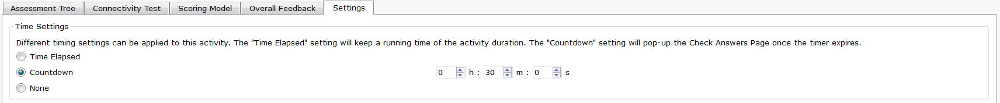 Assessment Tree Connectivity Test Scoring Model Overall Feedback Settings
Time Settings
Different timing settings can be applied to this activity. The "Time Elapsed" setting will keep a running time of the activity duration. The "Countdown" setting will pop-up the Check Answers Page once the timer expires.
Time Elapsed
Countdown 0 h : 30 m : 0 s
None